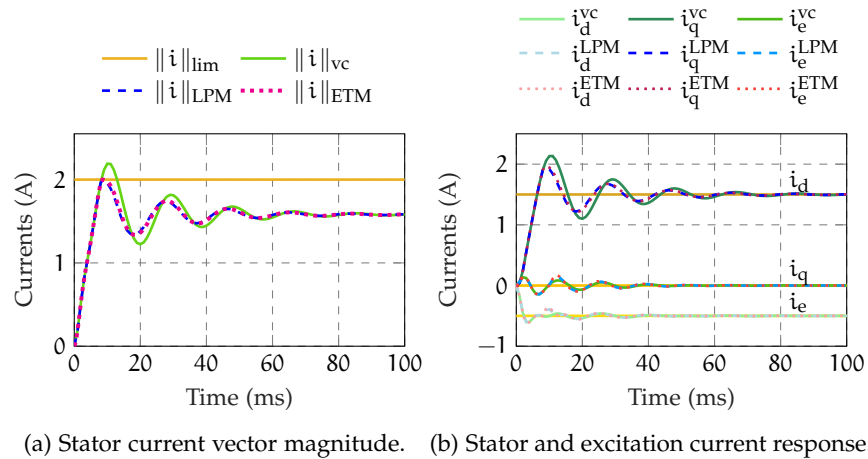 ‖i‖lim ‖i‖vc
‖i‖LPM ‖i‖ETM
Currents (A)
2
1
0
0 20 40 60 80 100
Time (ms)
(a) Stator current vector magnitude.
i_d^vc i_q^vc i_e^vc
i_d^LPM i_q^LPM i_e^LPM
i_d^ETM i_q^ETM i_e^ETM
Currents (A)
2
1
0
−1
i_d
i_q
i_e
0 20 40 60 80 100
Time (ms)
(b) Stator and excitation current response